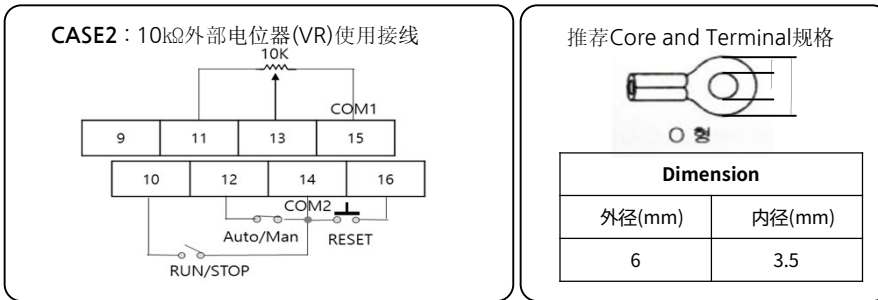 CASE2：10㏀外部电位器(VR)使用接线
10K
COM1
9 11 13 15
10 12 14 16
COM2
Auto/Man
RESET
RUN/STOP
推荐Core and Terminal规格
O 형
Dimension
外径(mm) 内径(mm)
6 3.5